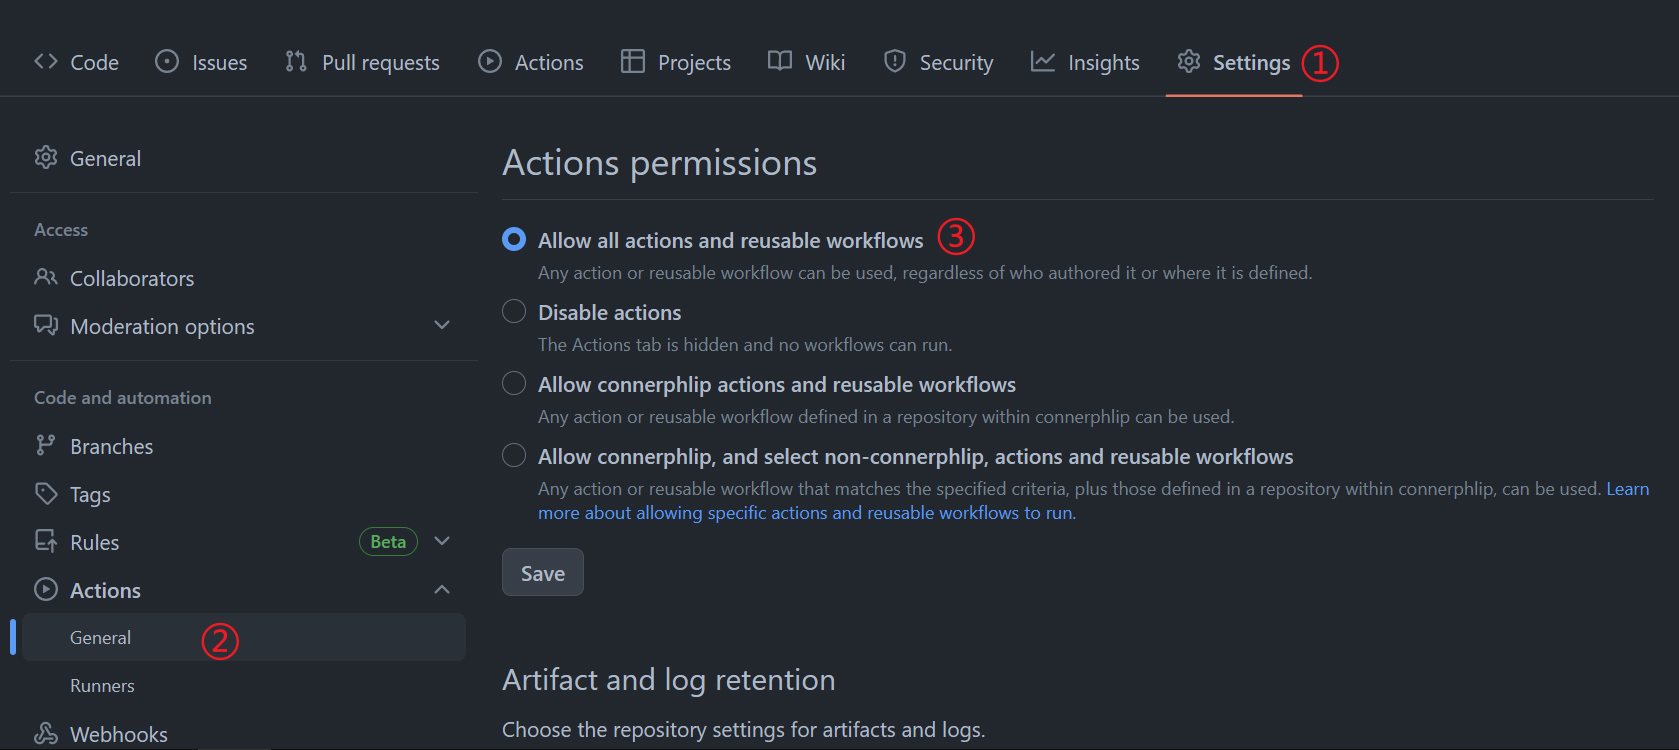 Code Issues Pull requests Actions Projects Wiki Security Insights Settings ①
General
Access
Collaborators
Moderation options
Code and automation
Branches
Tags
Rules Beta
Actions
General ②
Runners
Webhooks
Actions permissions
Allow all actions and reusable workflows ③
Any action or reusable workflow can be used, regardless of who authored it or where it is defined.
Disable actions
The Actions tab is hidden and no workflows can run.
Allow connerphlip actions and reusable workflows
Any action or reusable workflow defined in a repository within connerphlip can be used.
Allow connerphlip, and select non-connerphlip, actions and reusable workflows
Any action or reusable workflow that matches the specified criteria, plus those defined in a repository within connerphlip, can be used. Learn
more about allowing specific actions and reusable workflows to run.
Save
Artifact and log retention
Choose the repository settings for artifacts and logs.